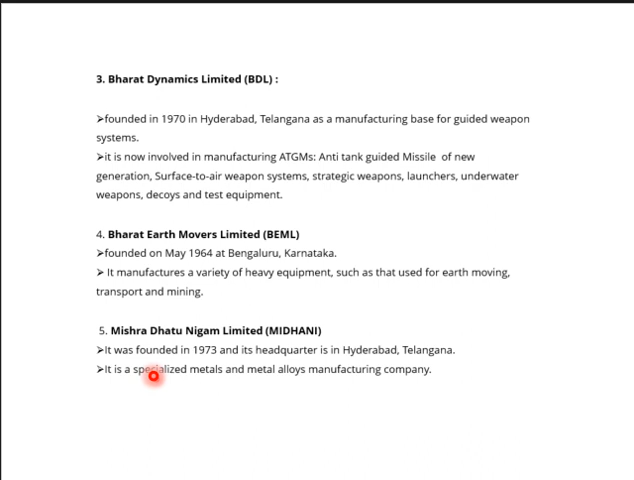 3. Bharat Dynamics Limited (BDL) :
➢founded in 1970 in Hyderabad, Telangana as a manufacturing base for guided weapon
systems.
➢it is now involved in manufacturing ATGMs: Anti tank guided Missile of new
generation, Surface-to-air weapon systems, strategic weapons, launchers, underwater
weapons, decoys and test equipment.
4. Bharat Earth Movers Limited (BEML)
➢founded on May 1964 at Bengaluru, Karnataka.
➢ It manufactures a variety of heavy equipment, such as that used for earth moving,
transport and mining.
5. Mishra Dhatu Nigam Limited (MIDHANI)
➢It was founded in 1973 and its headquarter is in Hyderabad, Telangana.
➢It is a specialized metals and metal alloys manufacturing company.